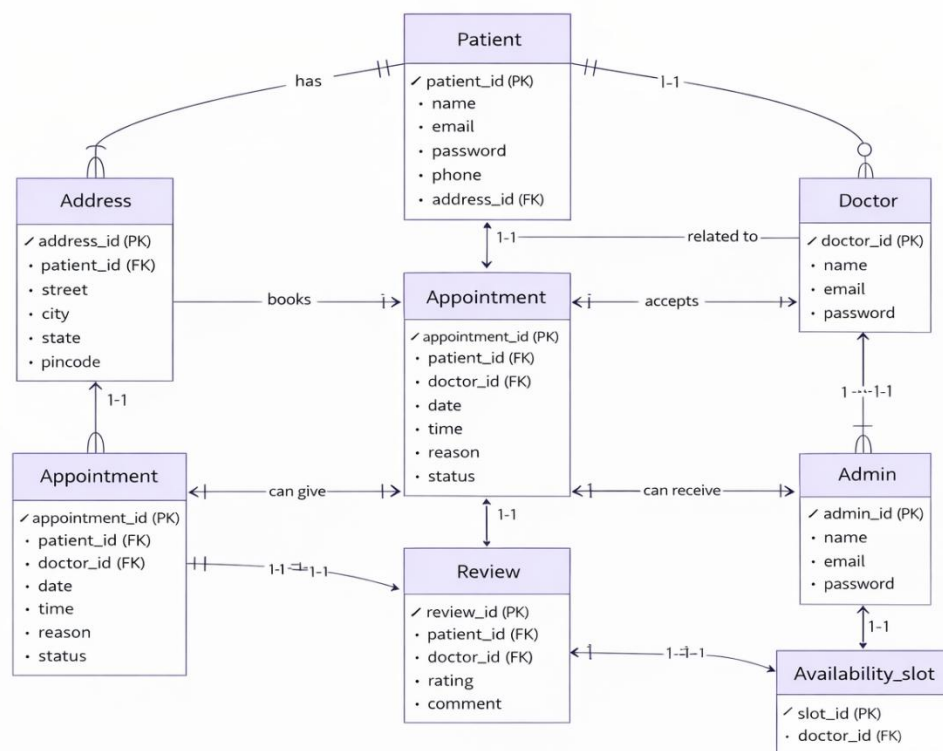 Patient
patient_id (PK)
name
email
password
phone
address_id (FK)
has
1-1
Address
address_id (PK)
patient_id (FK)
street
city
state
pincode
Doctor
doctor_id (PK)
name
email
password
1-1
related to
books
Appointment
appointment_id (PK)
patient_id (FK)
doctor_id (FK)
date
time
reason
status
accepts
1-1
1-1
Appointment
appointment_id (PK)
patient_id (FK)
doctor_id (FK)
date
time
reason
status
can give
can receive
Admin
admin_id (PK)
name
email
password
1-1
1-1
Review
review_id (PK)
patient_id (FK)
doctor_id (FK)
rating
comment
1-1
Availability_slot
slot_id (PK)
doctor_id (FK)